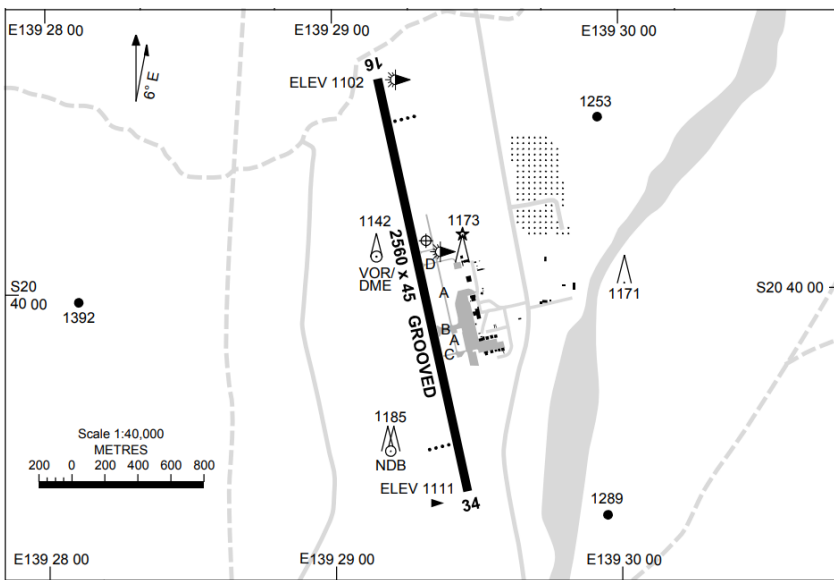 E139 28 00
E139 29 00
E139 30 00
6° E
16
ELEV 1102
1253
1142
1173
VOR/
DME
D
S20
40 00
A
S20 40 00
1392
1171
B
A
C
2560 x 45 GROOVED
1185
NDB
Scale 1:40,000
METRES
200 0 200 400 600 800
ELEV 1111
34
1289
E139 28 00
E139 29 00
E139 30 00